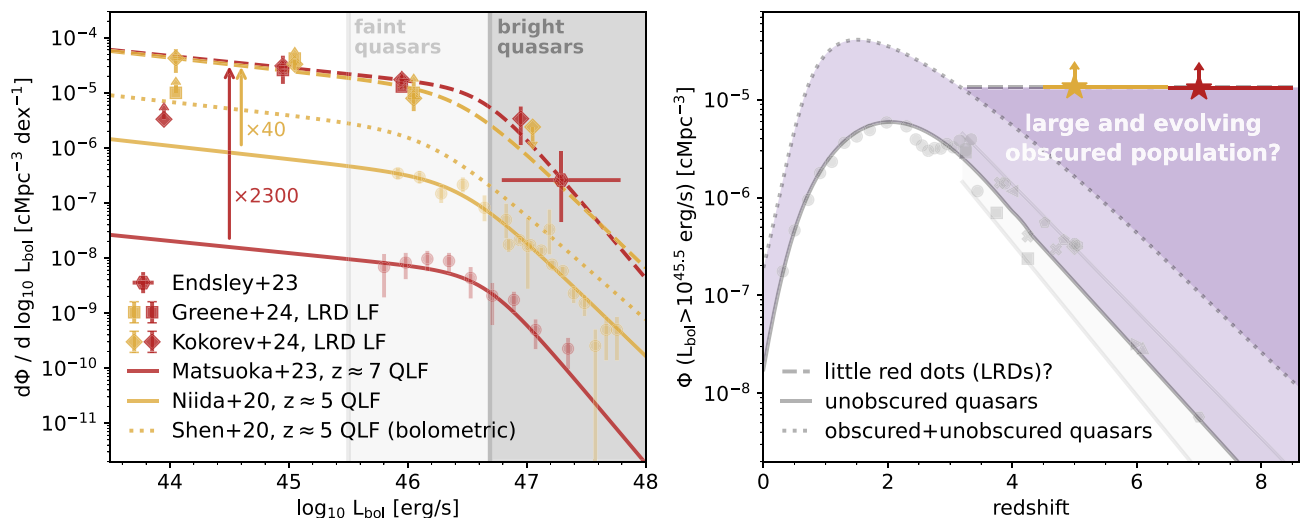 faint
quasars
bright
quasars
×40
×2300
Endsley+23
Greene+24, LRD LF
Kokorev+24, LRD LF
Matsuoka+23, z ≈ 7 QLF
Niida+20, z ≈ 5 QLF
Shen+20, z ≈ 5 QLF (bolometric)
dΦ / d log₁₀ L_bol [cMpc⁻³ dex⁻¹]
10⁻⁴
10⁻⁵
10⁻⁶
10⁻⁷
10⁻⁸
10⁻⁹
10⁻¹⁰
10⁻¹¹
44 45 46 47 48
log₁₀ L_bol [erg/s]
large and evolving
obscured population?
little red dots (LRDs)?
unobscured quasars
obscured+unobscured quasars
Φ (L_bol>10⁴⁵·⁵ erg/s) [cMpc⁻³]
10⁻⁵
10⁻⁶
10⁻⁷
10⁻⁸
0 2 4 6 8
redshift